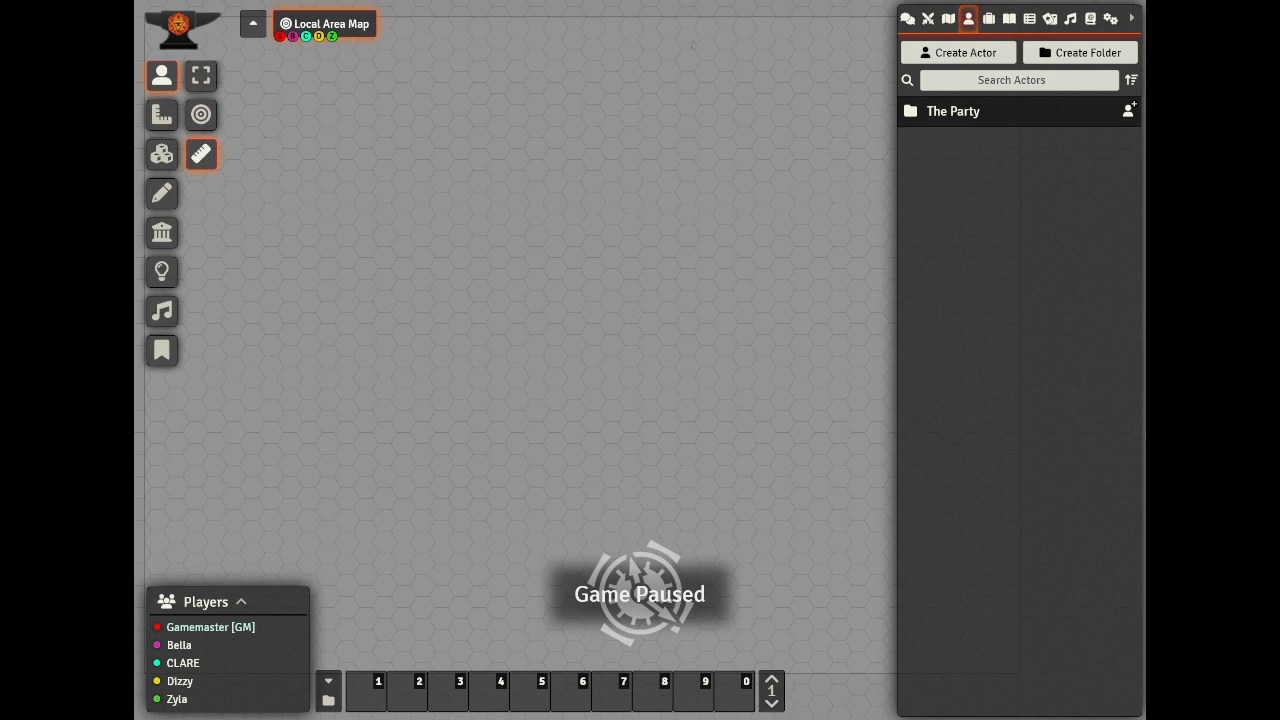 Local Area Map
G B C D Z
Create Actor
Create Folder
Search Actors
The Party
Game Paused
Players
Gamemaster [GM]
Bella
CLARE
Dizzy
Zyla
1 2 3 4 5 6 7 8 9 0
1